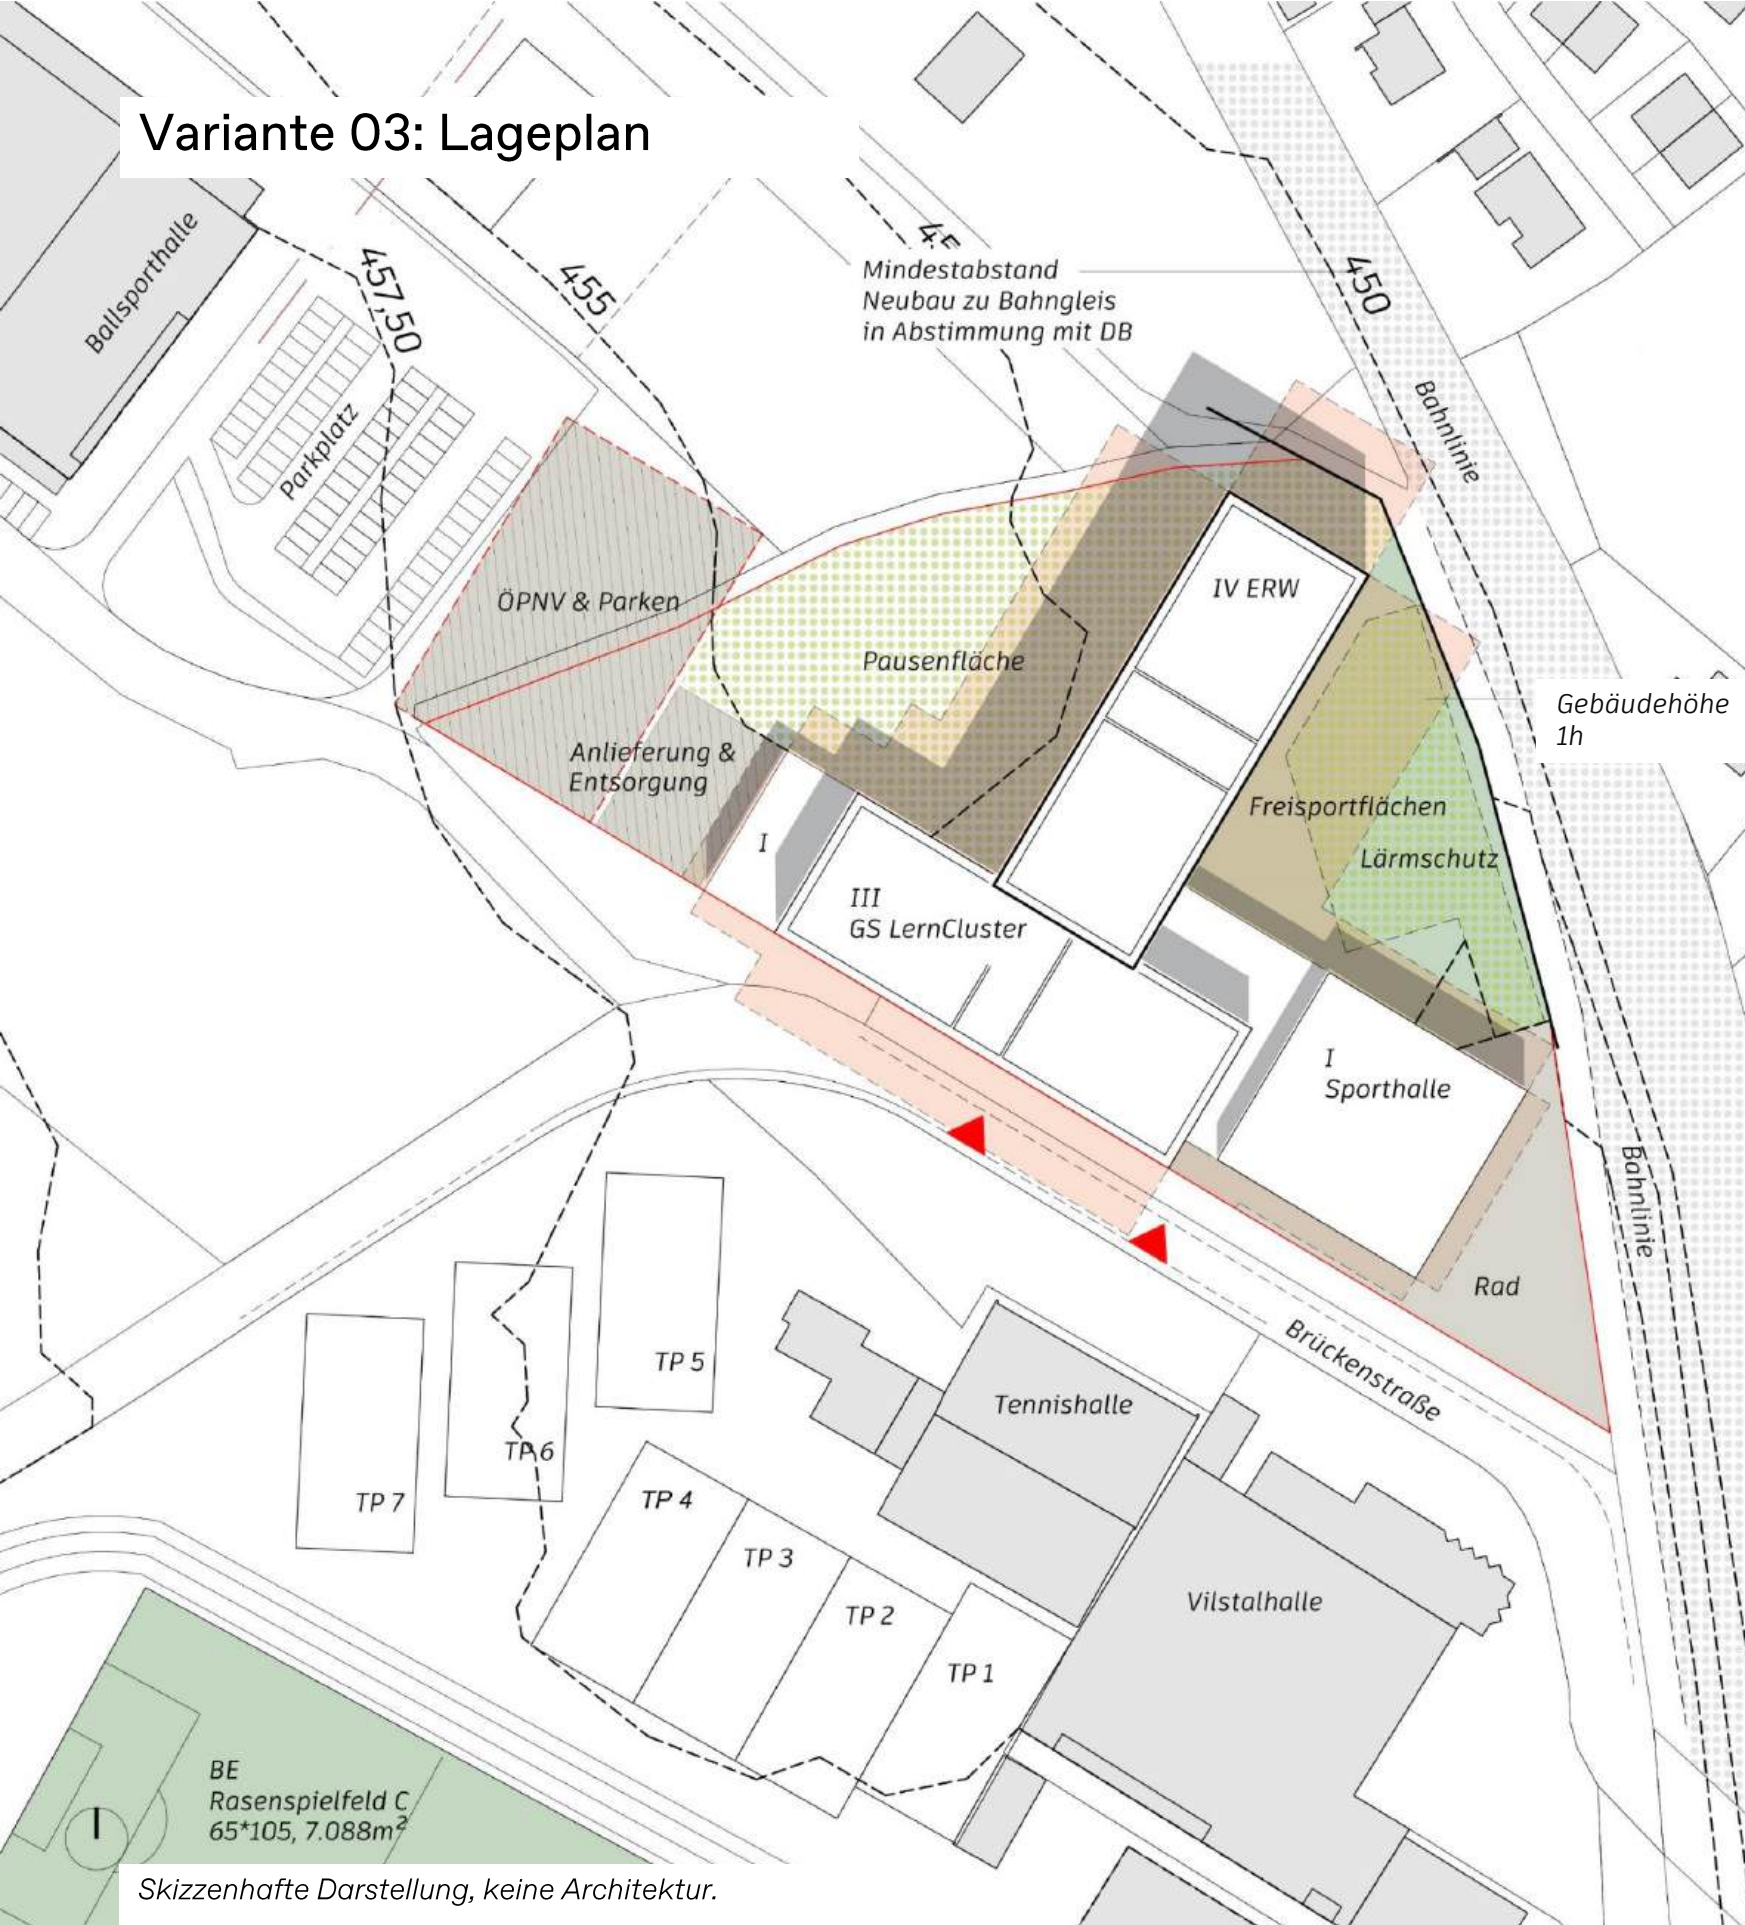 Variante 03: Lageplan
Ballsporthalle
457,50
455
Mindestabstand
Neubau zu Bahngleis
in Abstimmung mit DB
450
Bahnlinie
Parkplatz
ÖPNV & Parken
IV ERW
Pausenfläche
Gebäudehöhe
1h
Anlieferung &
Entsorgung
Freisportflächen
Lärmschutz
I
III
GS LernCluster
I
Sporthalle
Bahnlinie
Rad
Brückenstraße
TP 5
TP 6
TP 7
Tennishalle
TP 4
TP 3
TP 2
TP 1
Vilstalhalle
BE
Rasenspielfeld C
65*105, 7.088m²
Skizzenhafte Darstellung, keine Architektur.